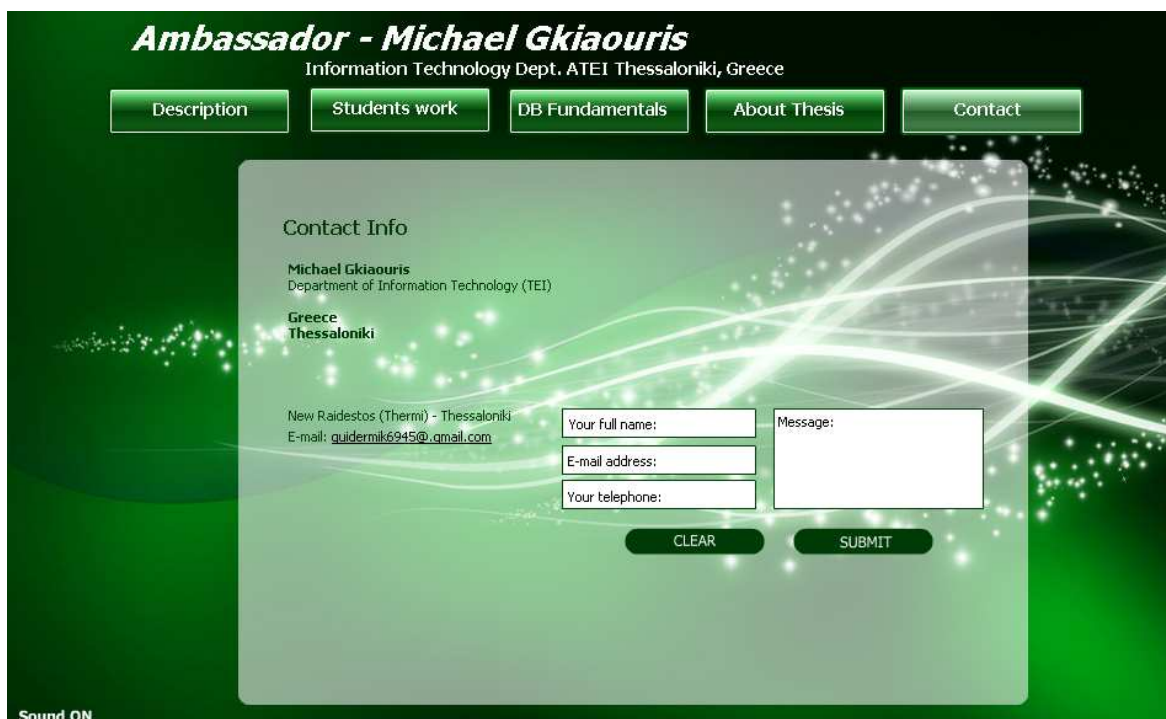 Ambassador - Michael Gkiaouris
Information Technology Dept. ATEI Thessaloniki, Greece
Description
Students work
DB Fundamentals
About Thesis
Contact
Contact Info
Michael Gkiaouris
Department of Information Technology (TEI)
Greece
Thessaloniki
New Raidestos (Thermi) - Thessaloniki
E-mail: guidermik6945@.gmail.com
Your full name:
E-mail address:
Your telephone:
Message:
CLEAR
SUBMIT
Sound ON